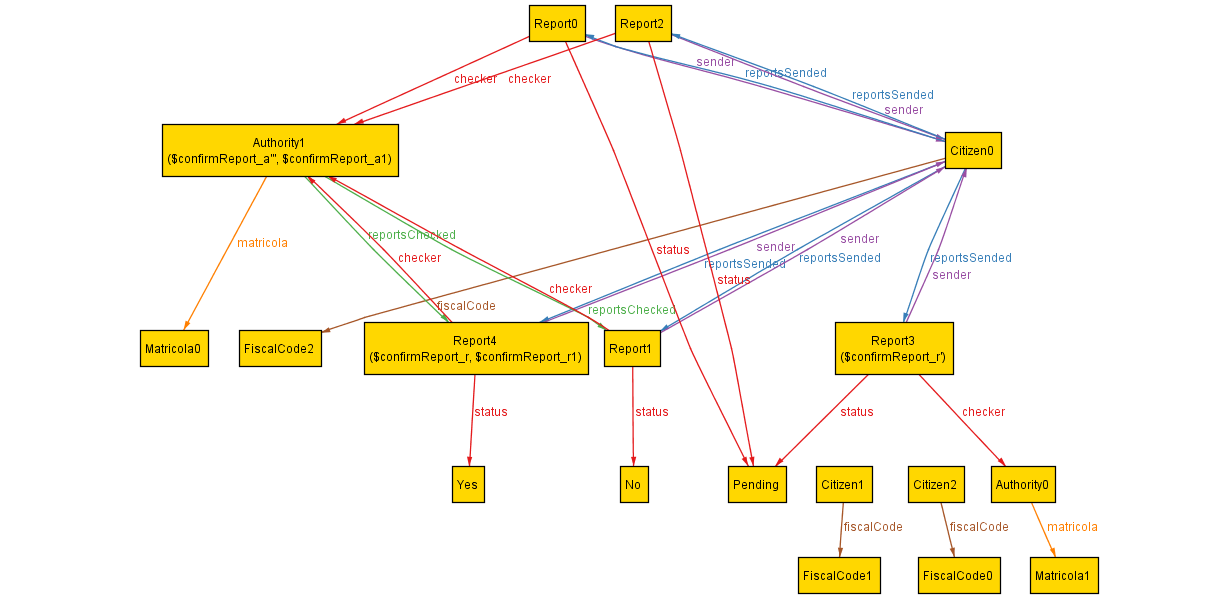 Report0
Report2
sender
reportsSended
checker
checker
reportsSended
sender
Authority1
($confirmReport_a''', $confirmReport_a1)
Citizen0
reportsChecked
matricola
sender
sender
status
checker
reportsSended
reportsSended
reportsSended
sender
status
checker
fiscalCode
reportsChecked
Matricola0
FiscalCode2
Report4
($confirmReport_r, $confirmReport_r1)
Report1
Report3
($confirmReport_r')
status
status
status
checker
Yes
No
Pending
Citizen1
Citizen2
Authority0
fiscalCode
fiscalCode
matricola
FiscalCode1
FiscalCode0
Matricola1